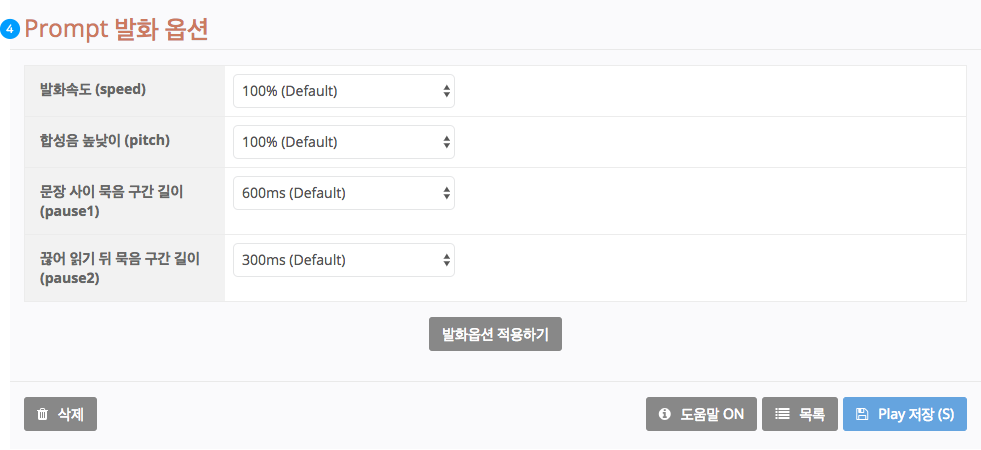 4 Prompt 발화 옵션
발화속도 (speed)
100% (Default)
합성음 높낮이 (pitch)
100% (Default)
문장 사이 묵음 구간 길이
(pause1)
600ms (Default)
끊어 읽기 뒤 묵음 구간 길이
(pause2)
300ms (Default)
발화옵션 적용하기
삭제
도움말 ON
목록
Play 저장 (S)